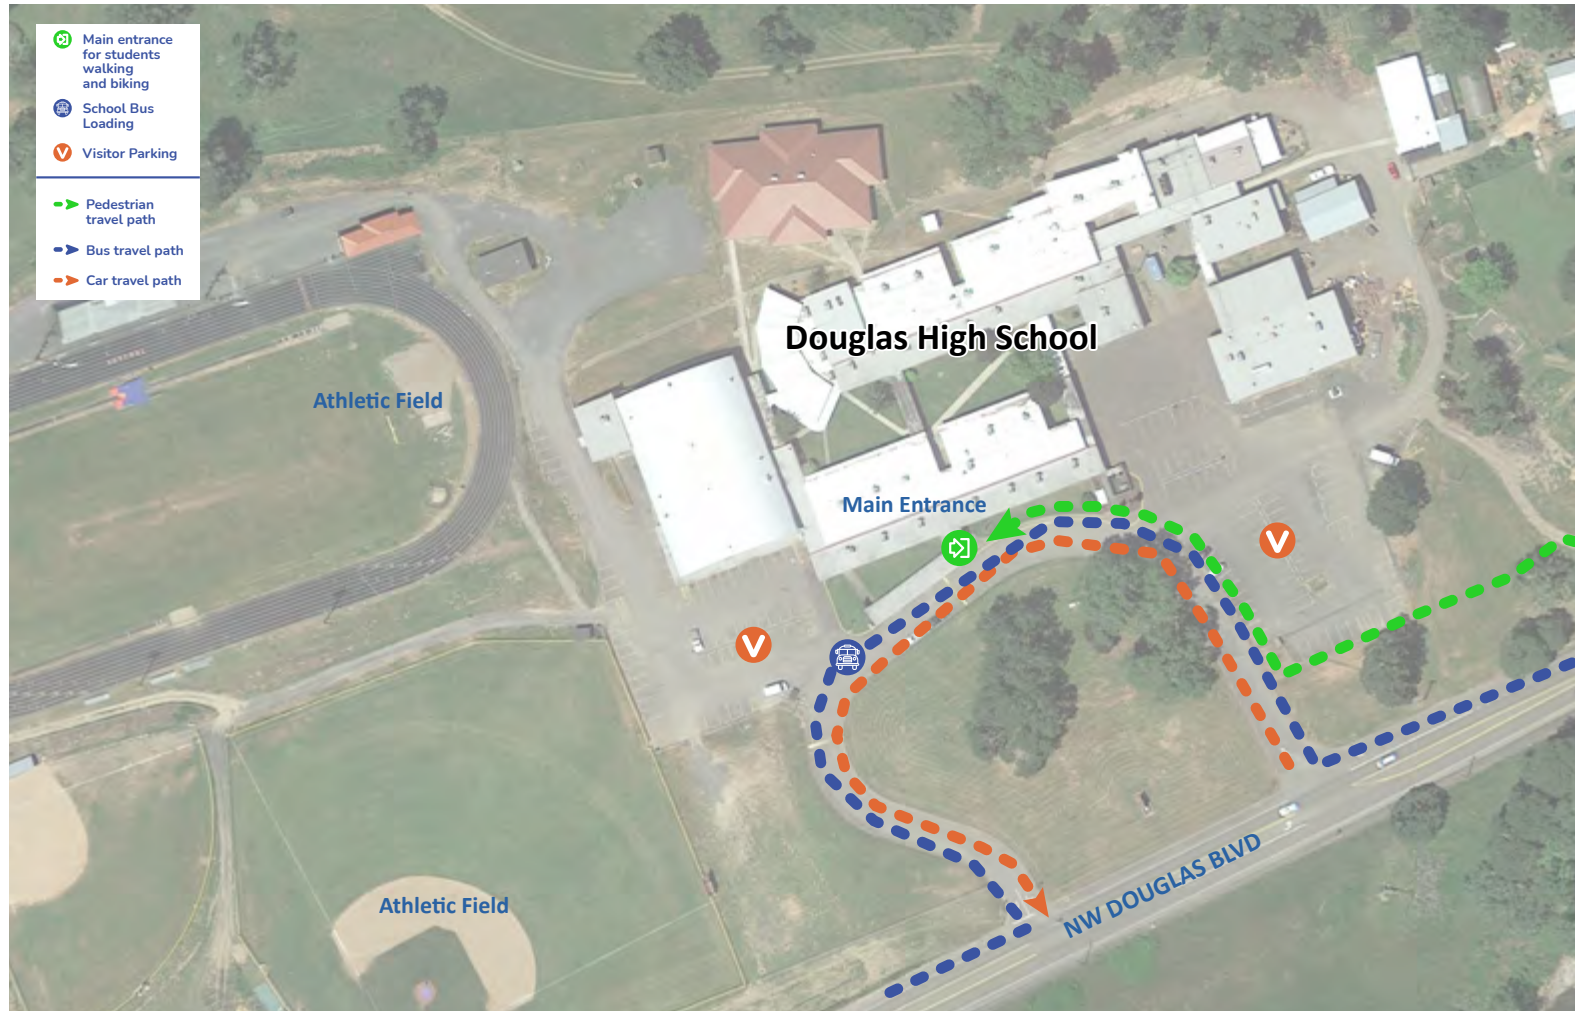 Main entrance
for students
walking
and biking
School Bus
Loading
V
Visitor Parking
Pedestrian
travel path
Bus travel path
Car travel path
Douglas High School
Athletic Field
Main Entrance
V
V
Athletic Field
NW DOUGLAS BLVD